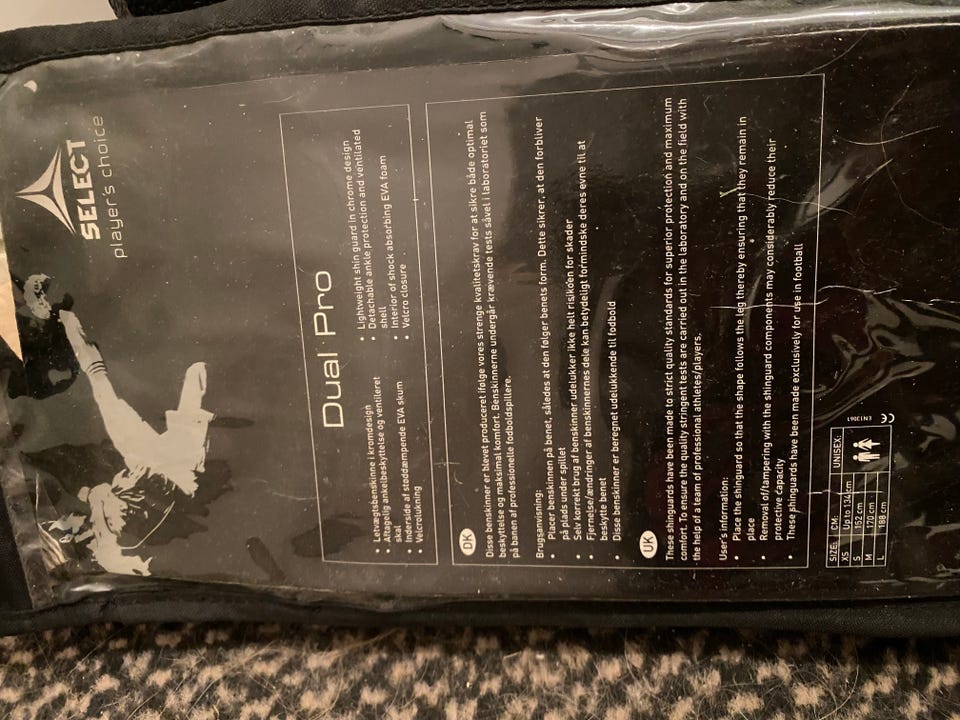 SELECT
player's choice
Dual Pro
• Letvægtsbenskinne i kromdesign
• Aftagelig ankelbeskyttelse og ventileret
skal
• Inderside af støddæmpende EVA skum
• Velcrolukning
• Lightweight shin guard in chrome design
• Detachable ankle protection and ventilated
shell
• Interior of shock absorbing EVA foam
• Velcro closure
DK
Disse benskinner er blevet produceret ifølge vores strenge kvalitetskrav for at sikre både optimal
beskyttelse og maksimal komfort. Benskinnerne undergår krævende tests såvel i laboratoriet som
på banen af professionelle fodboldspillere.
Brugsanvisning:
• Placer benskinnen på benet, således at den følger benets form. Dette sikrer, at den forbliver
på plads under spillet
• Selv korrekt brug af benskinner udelukker ikke helt risikoen for skader
• Fjernelse/ændringer af benskinnernes dele kan betydeligt formindske deres evne til at
beskytte benet
• Disse benskinner er beregnet udelukkende til fodbold
UK
These shinguards have been made to strict quality standards for superior protection and maximum
comfort. To ensure the quality stringent tests are carried out in the laboratory and on the field with
the help of a team of professional athletes/players.
User's information:
• Place the shinguard so that the shape follows the leg thereby ensuring that they remain in
place
• Removal of/tampering with the shinguard components may considerably reduce their
protective capacity
• These shinguards have been made exclusively for use in football
SIZE, CM: UNISEX:
XS Up to 134cm
S 152 cm
M 170 cm
L 188 cm
EN13061 CE